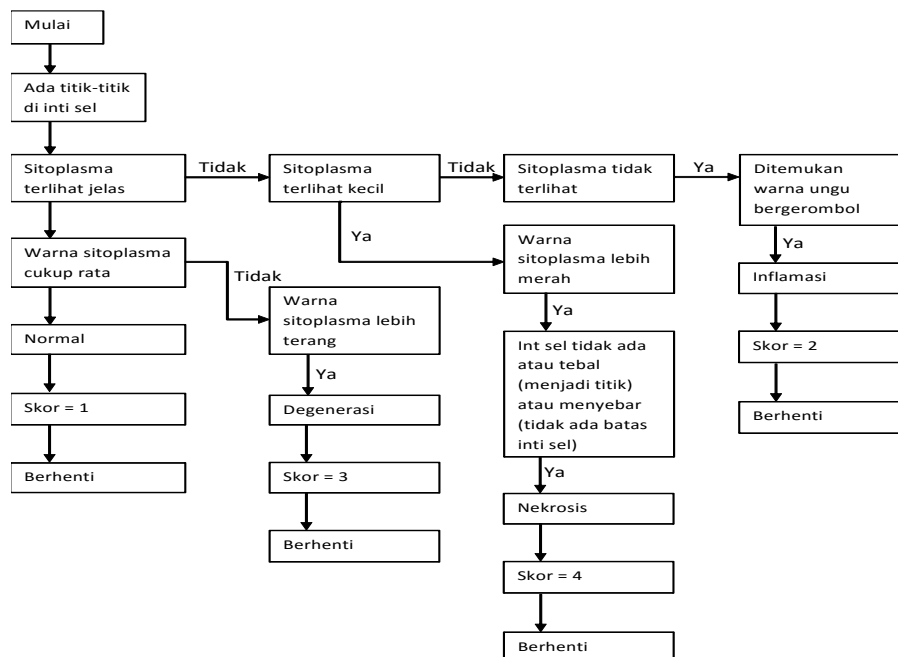 Mulai
Ada titik-titik
di inti sel
Sitoplasma
terlihat jelas
Tidak
Sitoplasma
terlihat kecil
Tidak
Sitoplasma tidak
terlihat
Ya
Ditemukan
warna ungu
bergerombol
Warna sitoplasma
cukup rata
Tidak
Ya
Warna
sitoplasma lebih
merah
Ya
Inflamasi
Normal
Warna
sitoplasma lebih
terang
Ya
Int sel tidak ada
atau tebal
(menjadi titik)
atau menyebar
(tidak ada batas
inti sel)
Skor = 2
Skor = 1
Ya
Degenerasi
Berhenti
Berhenti
Skor = 3
Ya
Nekrosis
Berhenti
Skor = 4
Berhenti